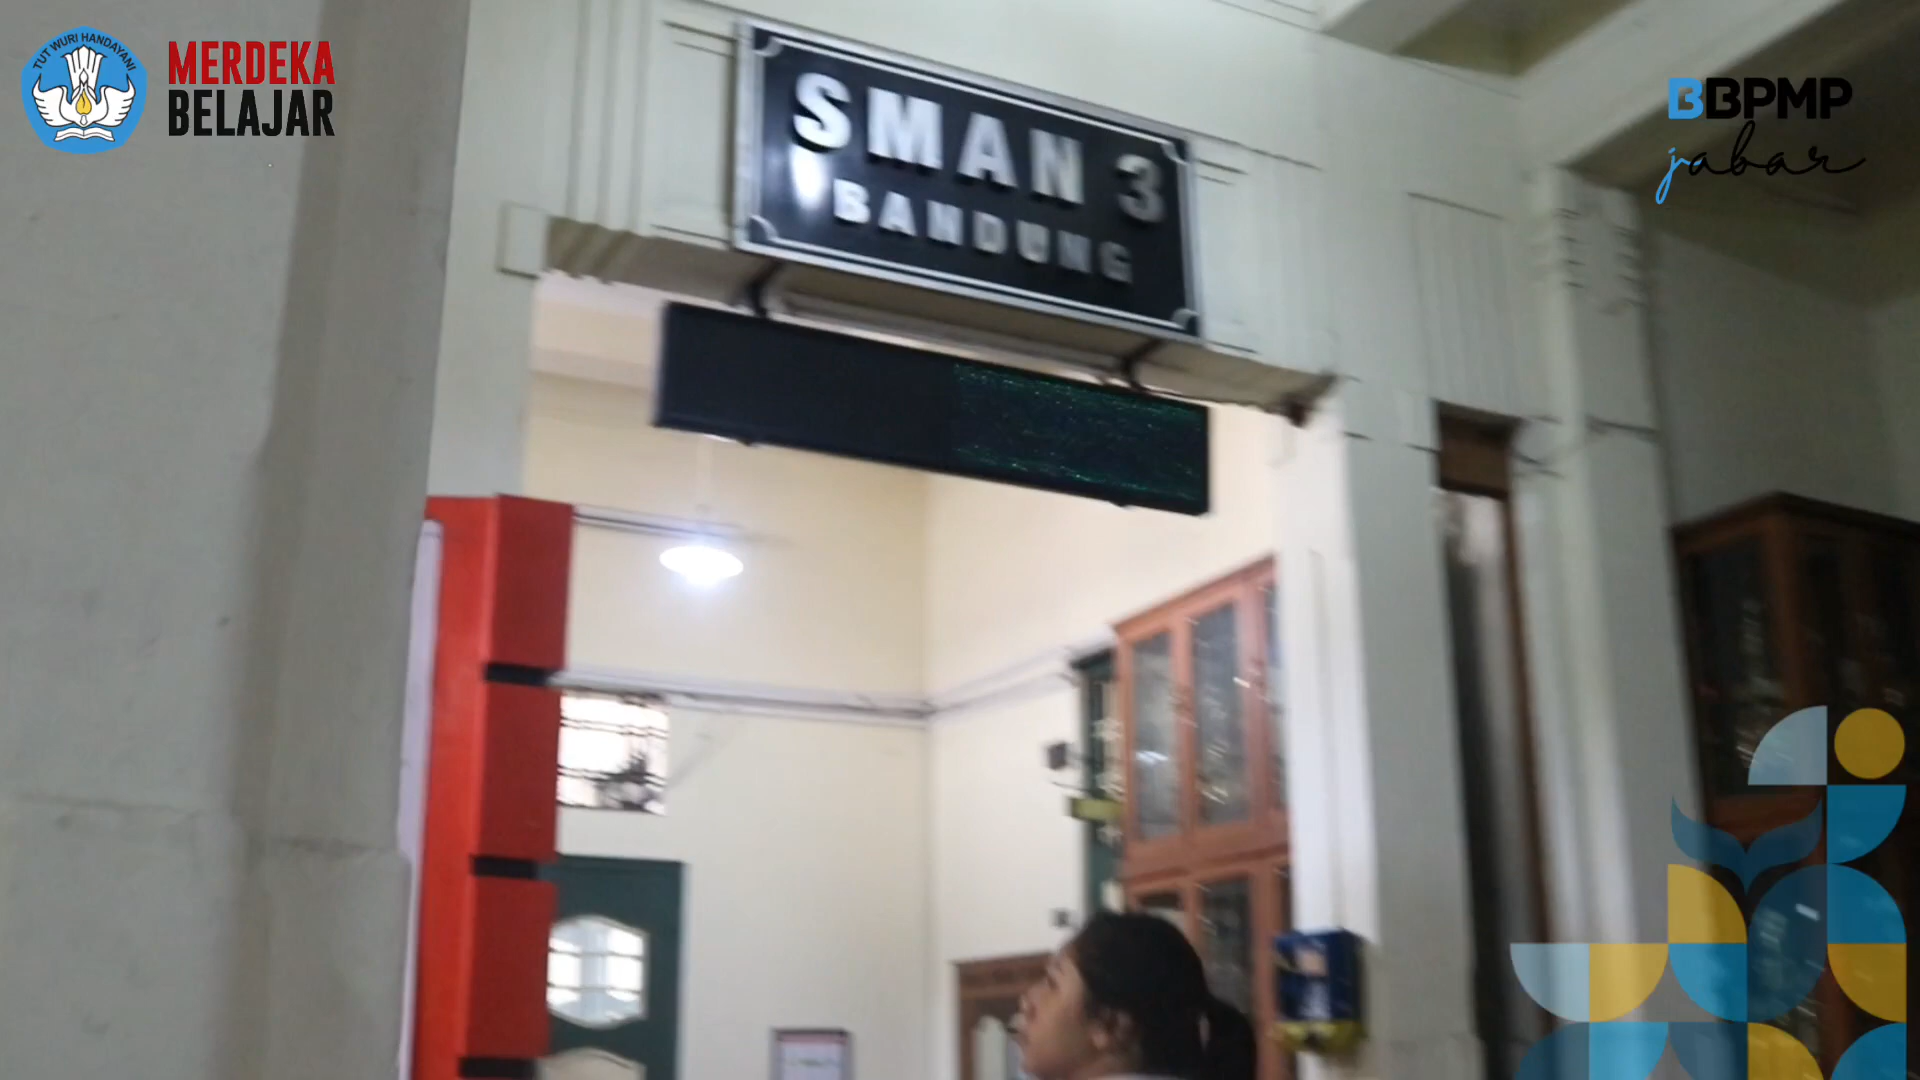 TUT WURI HANDAYANI
MERDEKA
BELAJAR
SMAN 3
BANDUNG
BBPMP
jabar